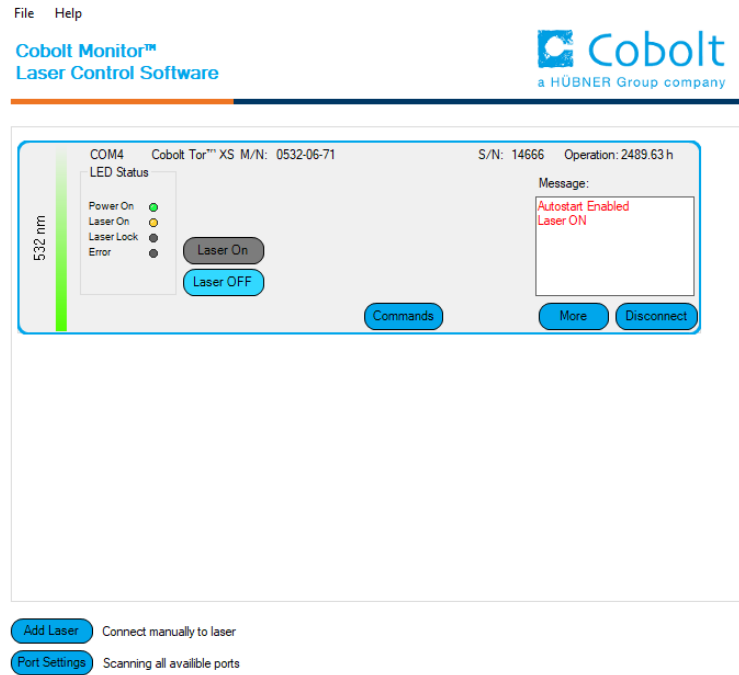 File Help
Cobolt Monitor™
Laser Control Software
Cobolt
a HÜBNER Group company
COM4 Cobolt Tor™ XS M/N: 0532-06-71 S/N: 14666 Operation: 2489.63 h
LED Status
Power On
Laser On
Laser Lock
Error
532 nm
Laser On
Laser OFF
Message:
Autostart Enabled
Laser ON
Commands
More
Disconnect
Add Laser Connect manually to laser
Port Settings Scanning all availible ports